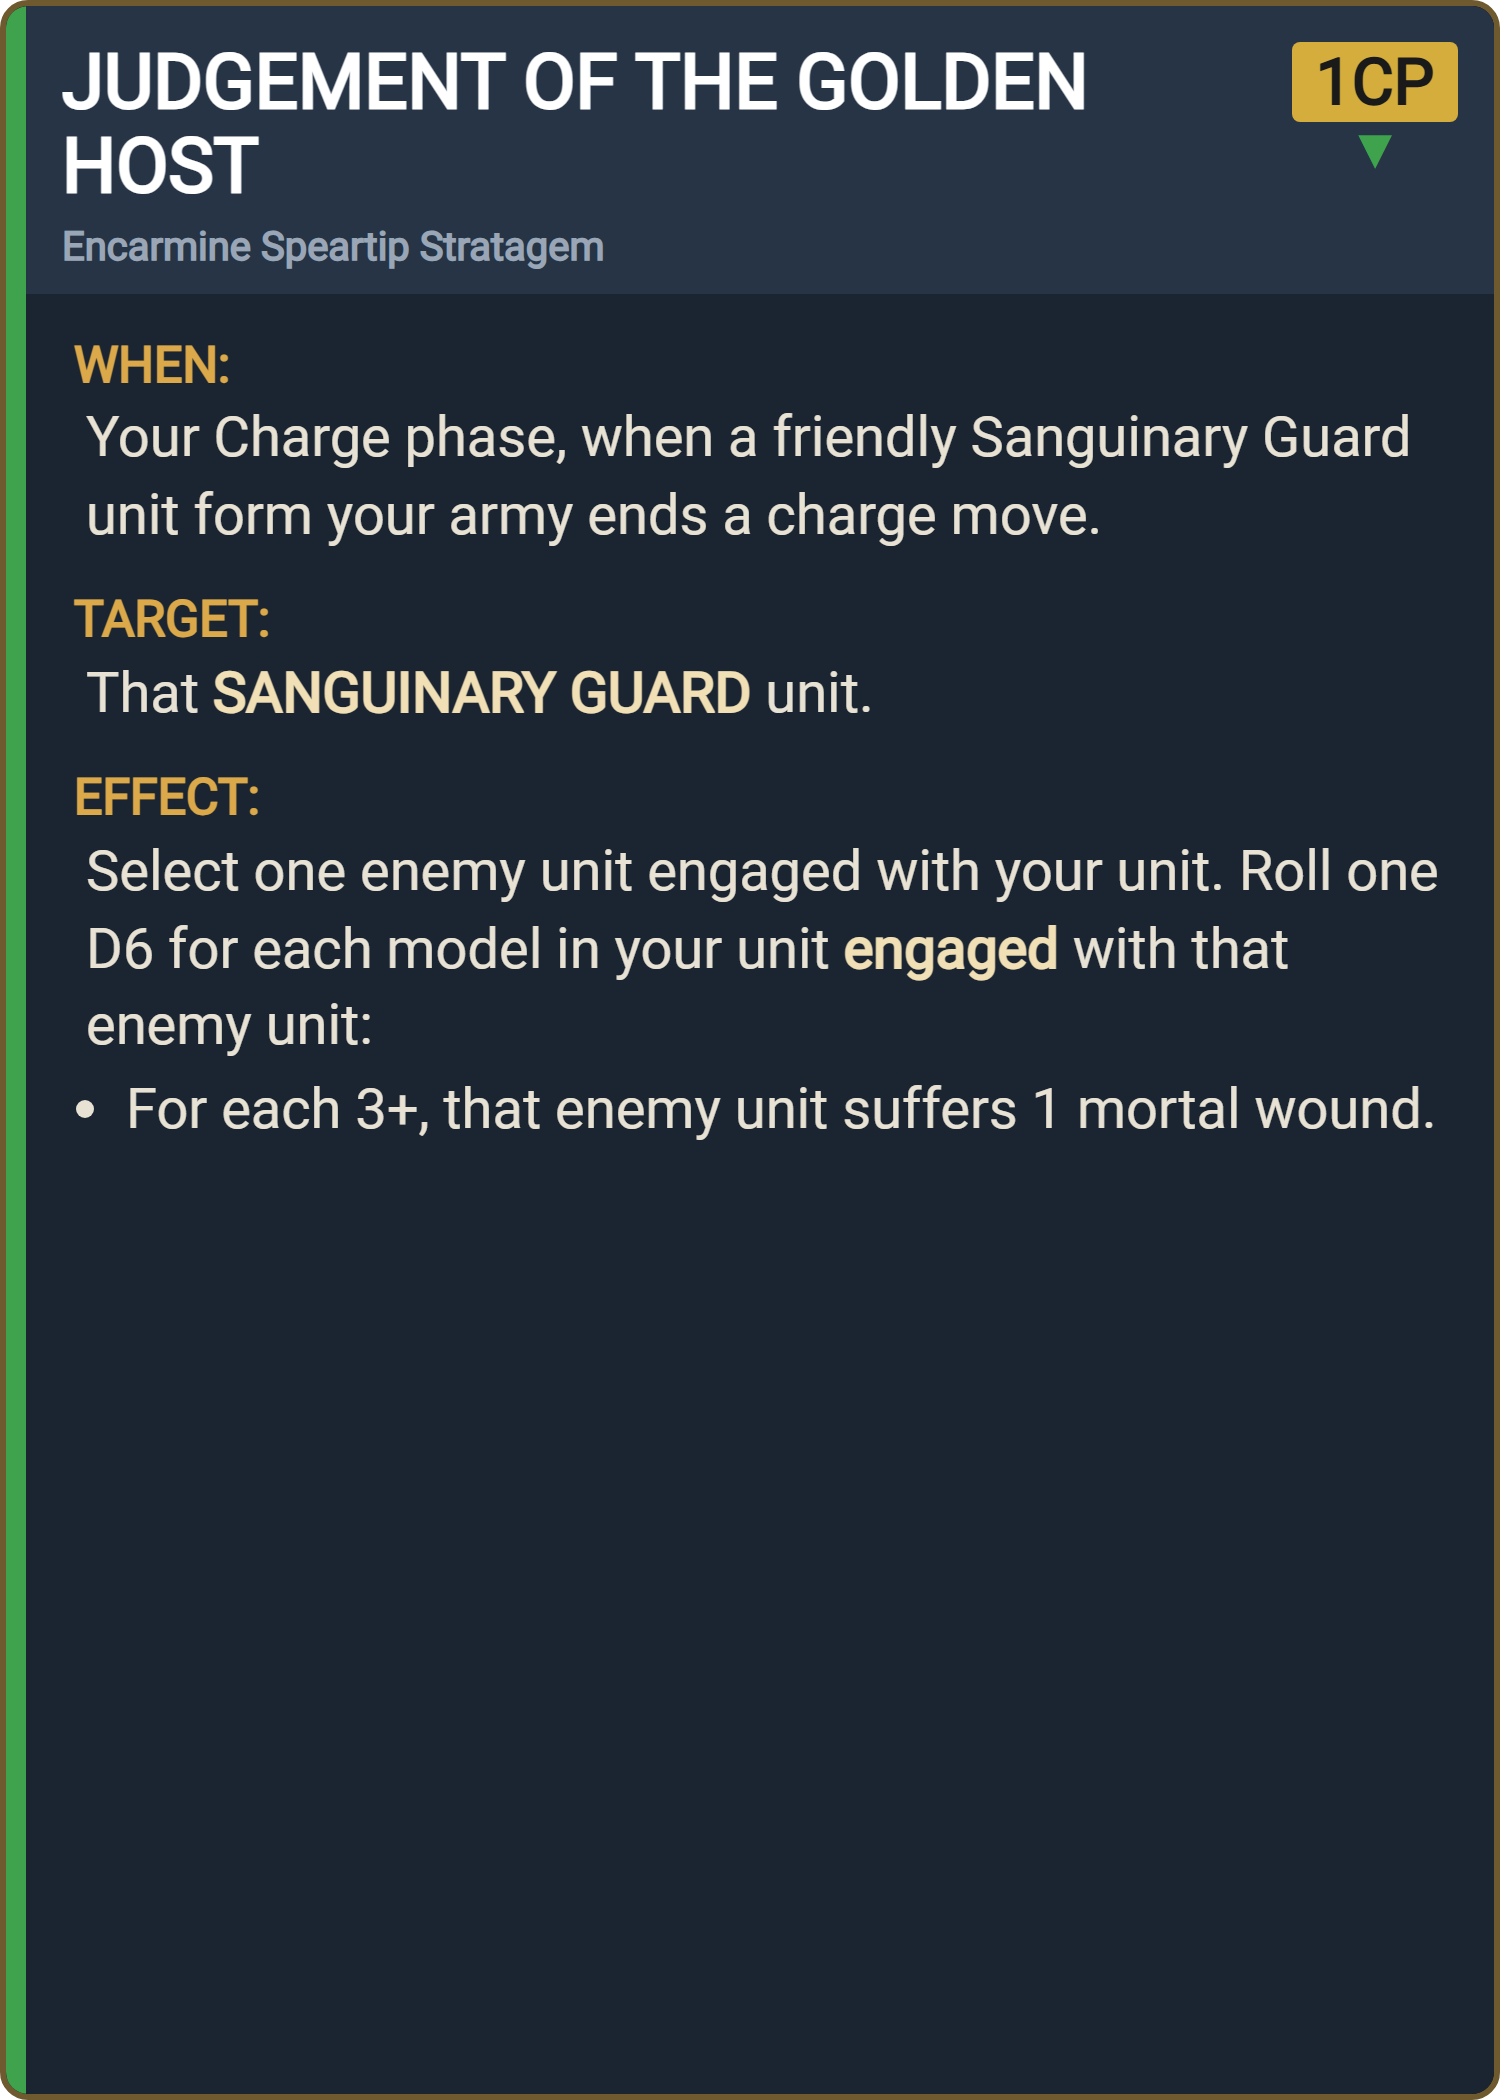 JUDGEMENT OF THE GOLDEN
HOST
1CP
Encarmine Speartip Stratagem
WHEN:
Your Charge phase, when a friendly Sanguinary Guard
unit form your army ends a charge move.
TARGET:
That SANGUINARY GUARD unit.
EFFECT:
Select one enemy unit engaged with your unit. Roll one
D6 for each model in your unit engaged with that
enemy unit:
• For each 3+, that enemy unit suffers 1 mortal wound.